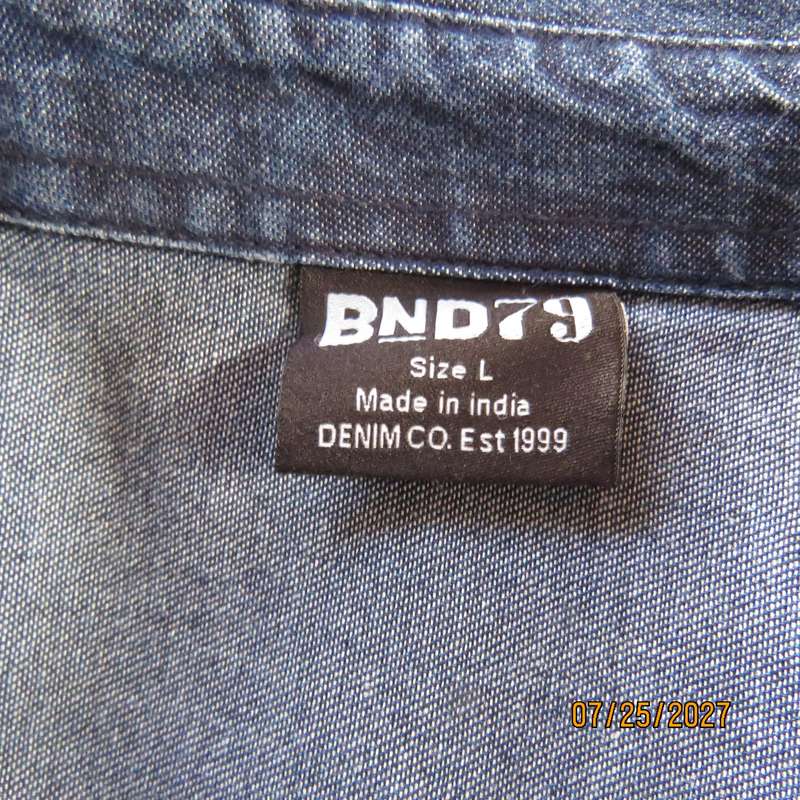 BND79
Size L
Made in india
DENIM CO. Est 1999
07/25/2027